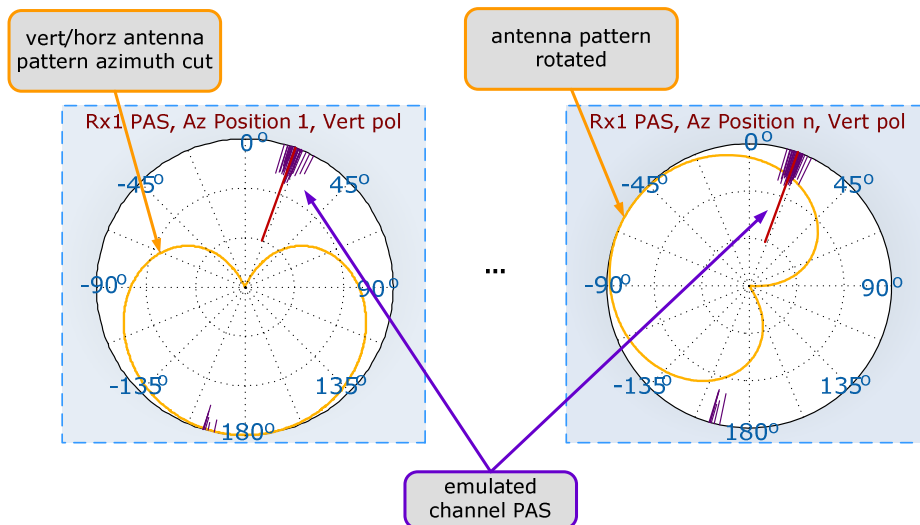 vert/horz antenna
pattern azimuth cut
antenna pattern
rotated
Rx1 PAS, Az Position 1, Vert pol
0°
-45°
45°
-90°
90°
-135°
135°
180°
...
Rx1 PAS, Az Position n, Vert pol
0°
-45°
45°
-90°
90°
-135°
135°
180°
emulated
channel PAS